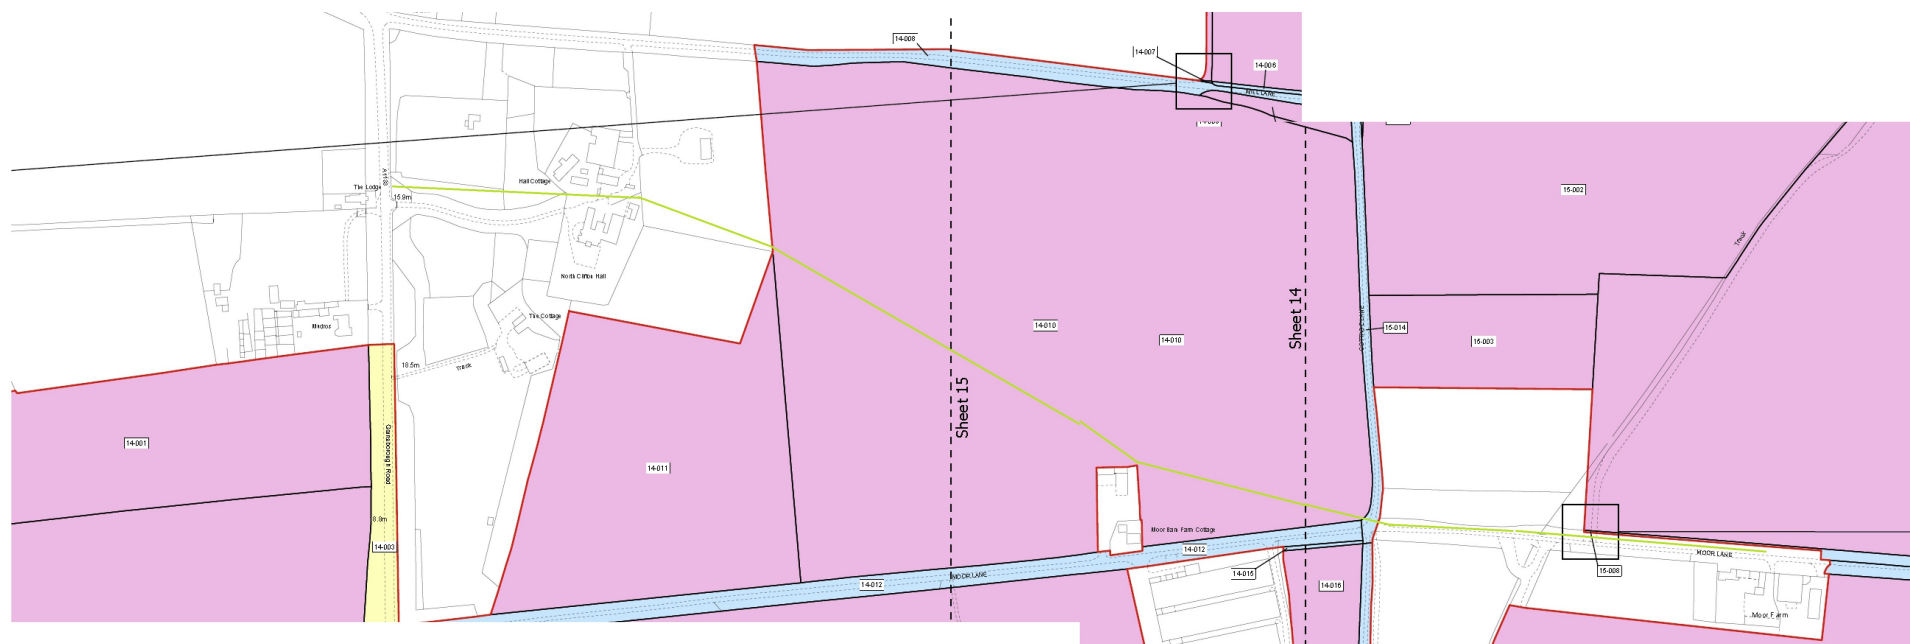 14-008
14-007
14-006
MILL LANE
15-002
The Lodge
A1133
15.9m
Hall Cottage
Track
North Clifton Hall
The Cottage
14-010
14-010
Sheet 15
Sheet 14
15-014
15-003
18.5m
Track
14-001
Gainsborough Road
14-011
8.8m
14-003
Moor Barn Farm Cottage
14-012
14-012
MOOR LANE
14-015
14-016
MOOR LANE
15-008
Moor Farm